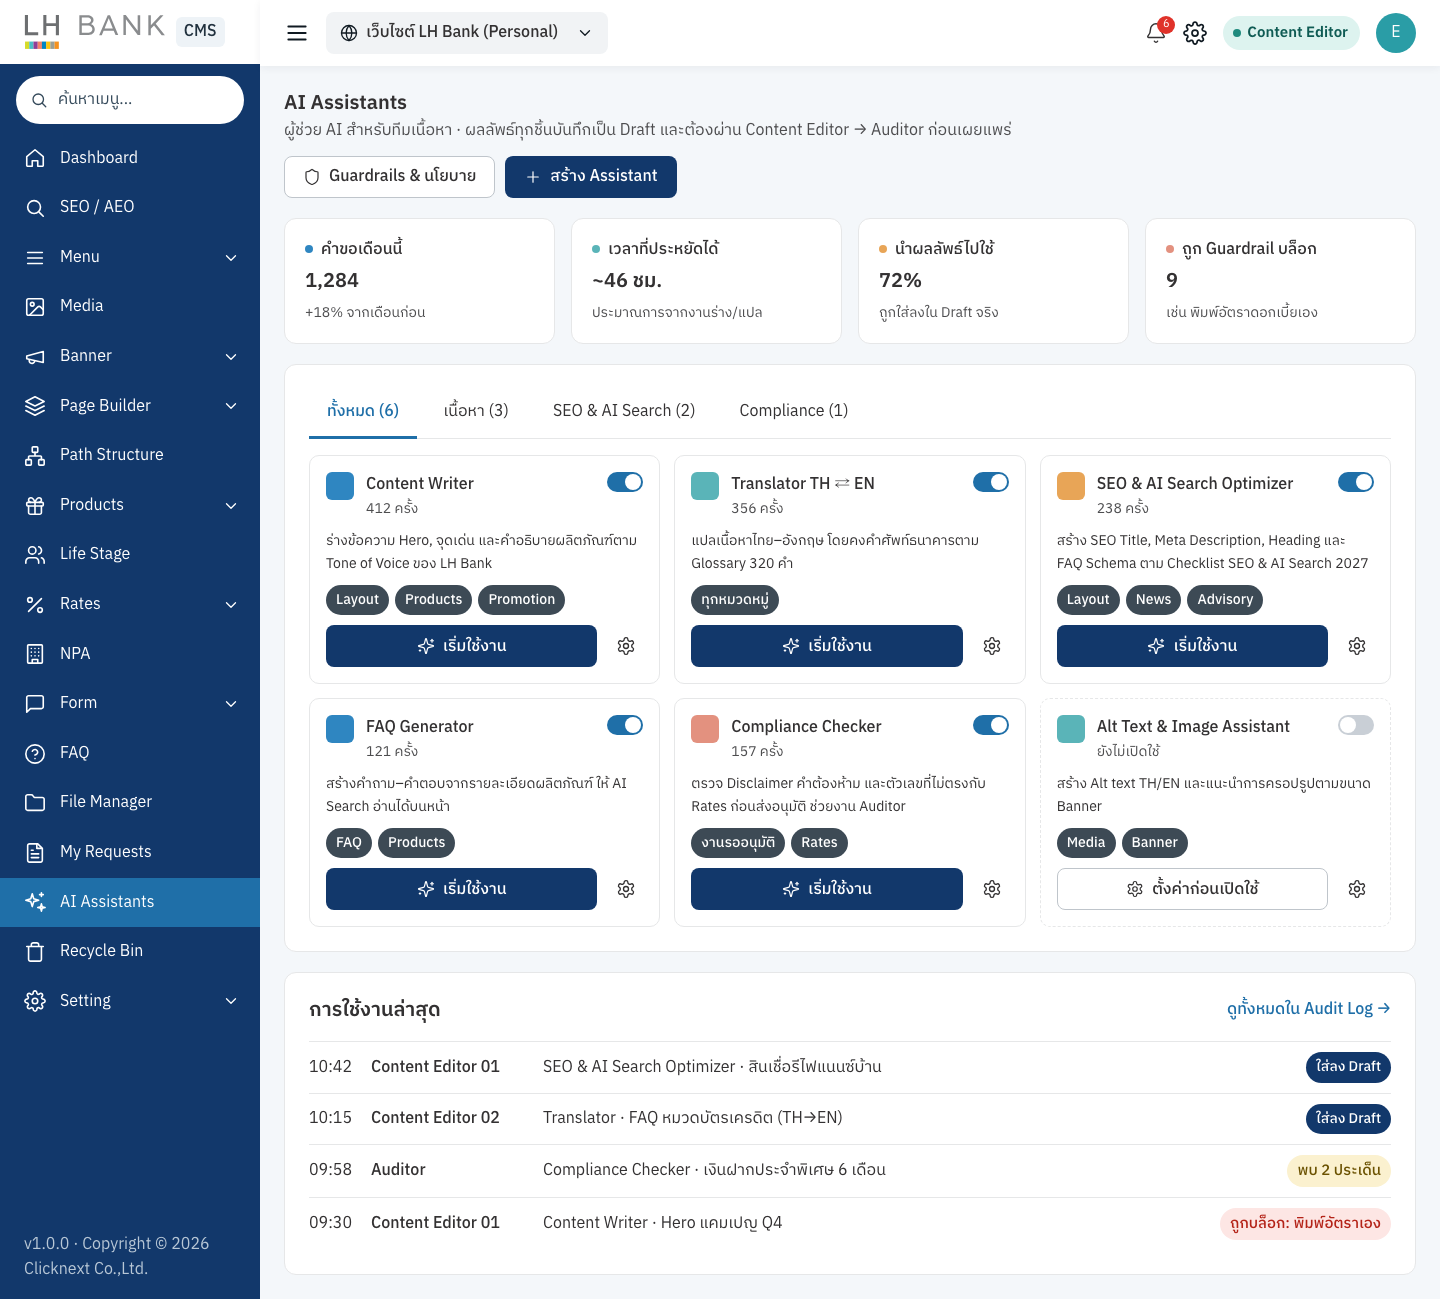 LH BANK CMS
เว็บไซต์ LH Bank (Personal)
6
Content Editor
E
ค้นหาเมนู...
Dashboard
SEO / AEO
Menu
Media
Banner
Page Builder
Path Structure
Products
Life Stage
Rates
NPA
Form
FAQ
File Manager
My Requests
AI Assistants
Recycle Bin
Setting
v1.0.0 · Copyright © 2026
Clicknext Co.,Ltd.
AI Assistants
ผู้ช่วย AI สำหรับทีมเนื้อหา · ผลลัพธ์ทุกชิ้นบันทึกเป็น Draft และต้องผ่าน Content Editor → Auditor ก่อนเผยแพร่
Guardrails & นโยบาย
สร้าง Assistant
คำขอเดือนนี้
1,284
+18% จากเดือนก่อน
เวลาที่ประหยัดได้
~46 ชม.
ประมาณการจากงานร่าง/แปล
นำผลลัพธ์ไปใช้
72%
ถูกใส่ลงใน Draft จริง
ถูก Guardrail บล็อก
9
เช่น พิมพ์อัตราดอกเบี้ยเอง
ทั้งหมด (6)
เนื้อหา (3)
SEO & AI Search (2)
Compliance (1)
Content Writer
412 ครั้ง
ร่างข้อความ Hero, จุดเด่น และคำอธิบายผลิตภัณฑ์ตาม
Tone of Voice ของ LH Bank
Layout Products Promotion
เริ่มใช้งาน
Translator TH ⇄ EN
356 ครั้ง
แปลเนื้อหาไทย–อังกฤษ โดยคงคำศัพท์ธนาคารตาม
Glossary 320 คำ
ทุกหมวดหมู่
เริ่มใช้งาน
SEO & AI Search Optimizer
238 ครั้ง
สร้าง SEO Title, Meta Description, Heading และ
FAQ Schema ตาม Checklist SEO & AI Search 2027
Layout News Advisory
เริ่มใช้งาน
FAQ Generator
121 ครั้ง
สร้างคำถาม–คำตอบจากรายละเอียดผลิตภัณฑ์ ให้ AI
Search อ่านได้บนหน้า
FAQ Products
เริ่มใช้งาน
Compliance Checker
157 ครั้ง
ตรวจ Disclaimer คำต้องห้าม และตัวเลขที่ไม่ตรงกับ
Rates ก่อนส่งอนุมัติ ช่วยงาน Auditor
งานรออนุมัติ Rates
เริ่มใช้งาน
Alt Text & Image Assistant
ยังไม่เปิดใช้
สร้าง Alt text TH/EN และแนะนำการครอปรูปตามขนาด
Banner
Media Banner
ตั้งค่าก่อนเปิดใช้
การใช้งานล่าสุด
ดูทั้งหมดใน Audit Log →
10:42 Content Editor 01 SEO & AI Search Optimizer · สินเชื่อรีไฟแนนซ์บ้าน ใส่ลง Draft
10:15 Content Editor 02 Translator · FAQ หมวดบัตรเครดิต (TH→EN) ใส่ลง Draft
09:58 Auditor Compliance Checker · เงินฝากประจำพิเศษ 6 เดือน พบ 2 ประเด็น
09:30 Content Editor 01 Content Writer · Hero แคมเปญ Q4 ถูกบล็อก: พิมพ์อัตราเอง